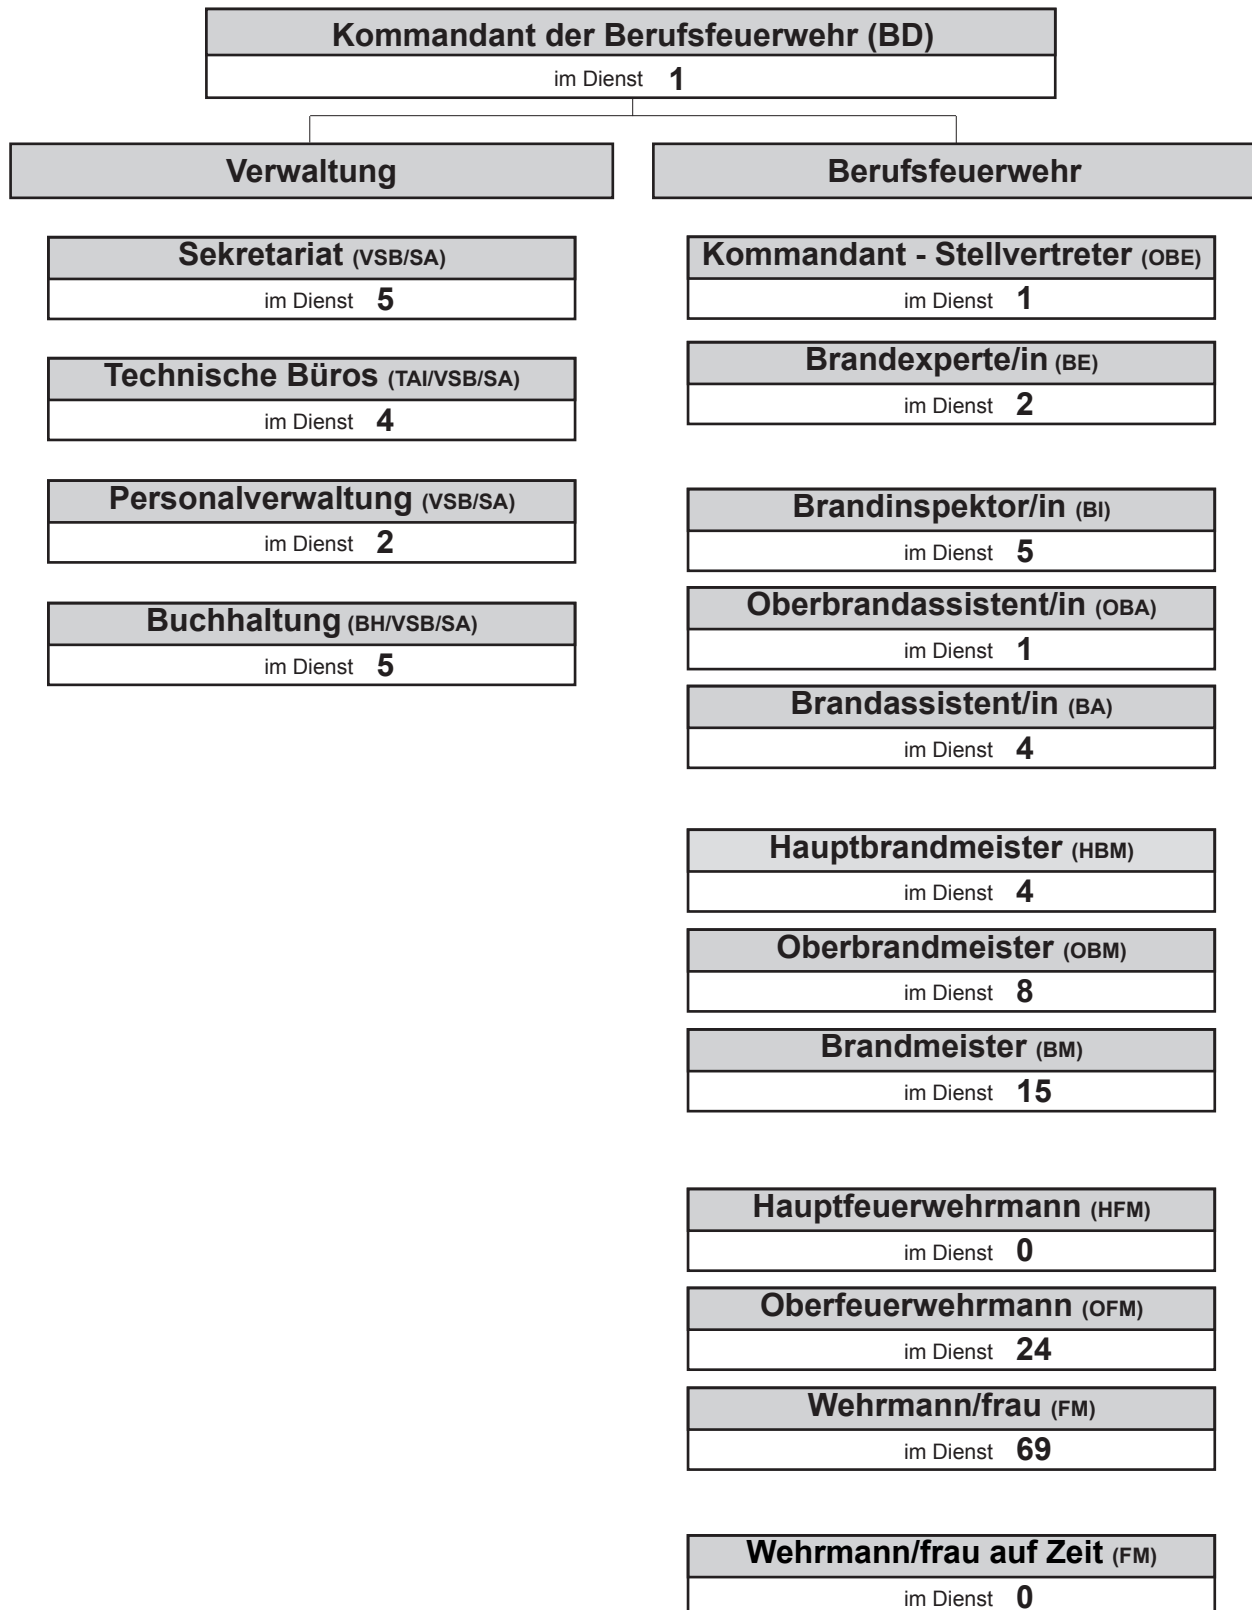 Kommandant der Berufsfeuerwehr (BD)
im Dienst 1
Verwaltung
Sekretariat (VSB/SA)
im Dienst 5
Technische Büros (TAI/VSB/SA)
im Dienst 4
Personalverwaltung (VSB/SA)
im Dienst 2
Buchhaltung (BH/VSB/SA)
im Dienst 5
Berufsfeuerwehr
Kommandant - Stellvertreter (OBE)
im Dienst 1
Brandexperte/in (BE)
im Dienst 2
Brandinspektor/in (BI)
im Dienst 5
Oberbrandassistent/in (OBA)
im Dienst 1
Brandassistent/in (BA)
im Dienst 4
Hauptbrandmeister (HBM)
im Dienst 4
Oberbrandmeister (OBM)
im Dienst 8
Brandmeister (BM)
im Dienst 15
Hauptfeuerwehrmann (HFM)
im Dienst 0
Oberfeuerwehrmann (OFM)
im Dienst 24
Wehrmann/frau (FM)
im Dienst 69
Wehrmann/frau auf Zeit (FM)
im Dienst 0